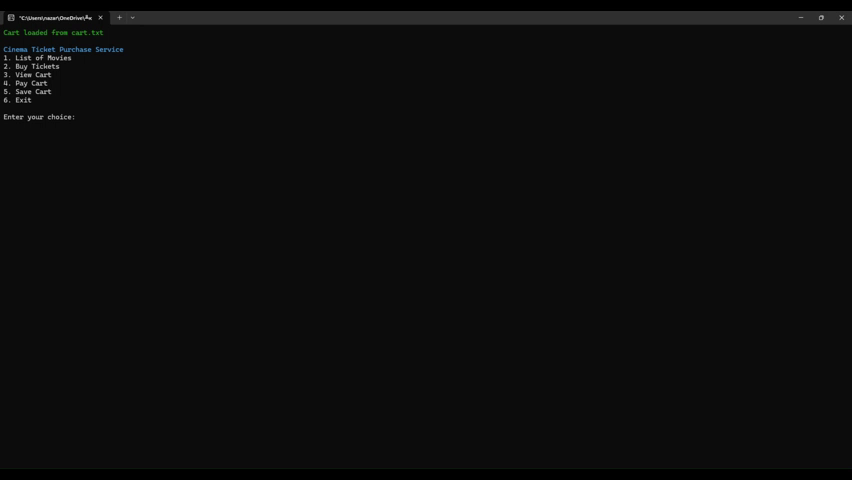 "C:\Users\nazar\OneDrive\
Cart loaded from cart.txt
Cinema Ticket Purchase Service
1. List of Movies
2. Buy Tickets
3. View Cart
4. Pay Cart
5. Save Cart
6. Exit
Enter your choice: